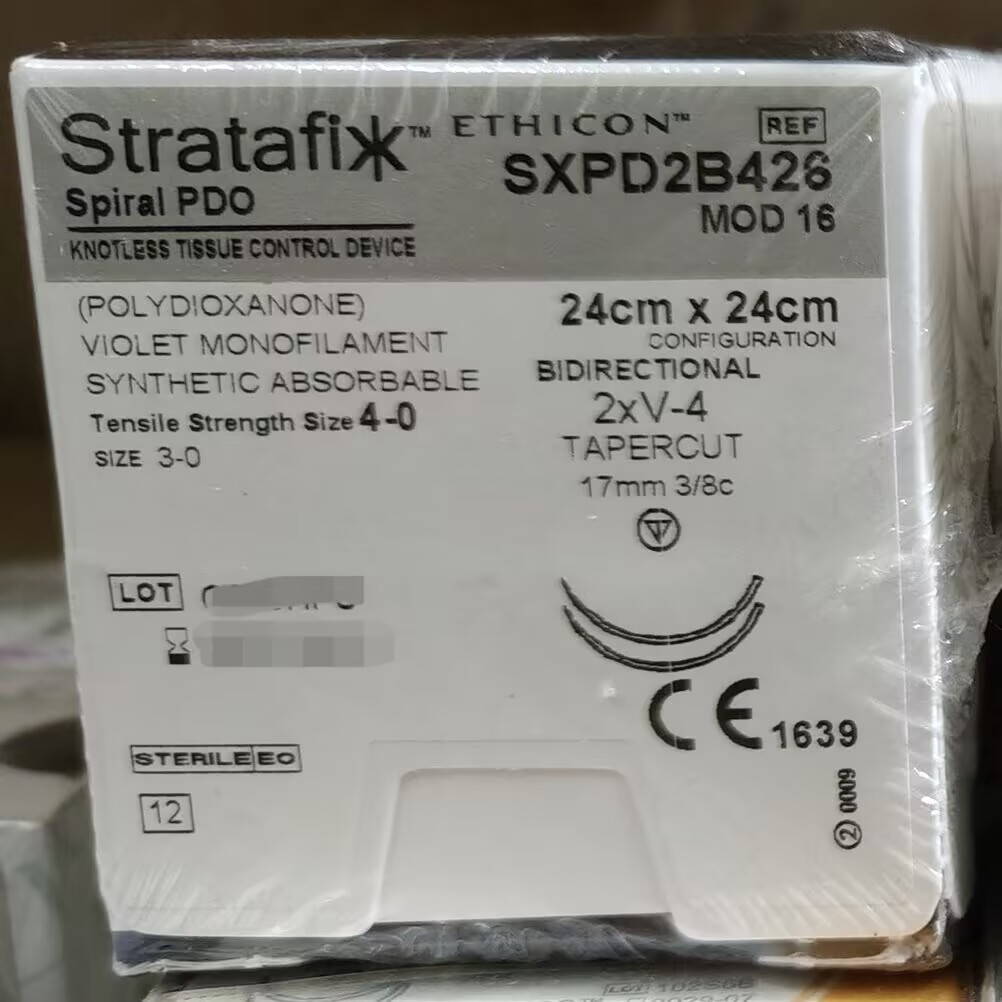 Stratafix™ ETHICON™ REF
SXPD2B426
Spiral PDO
MOD 16
KNOTLESS TISSUE CONTROL DEVICE
(POLYDIOXANONE)
VIOLET MONOFILAMENT
SYNTHETIC ABSORBABLE
Tensile Strength Size 4-0
SIZE 3-0
24cm x 24cm
CONFIGURATION
BIDIRECTIONAL
2xV-4
TAPERCUT
17mm 3/8c
LOT
STERILE EO
12
CE 1639
2 0009
LOT